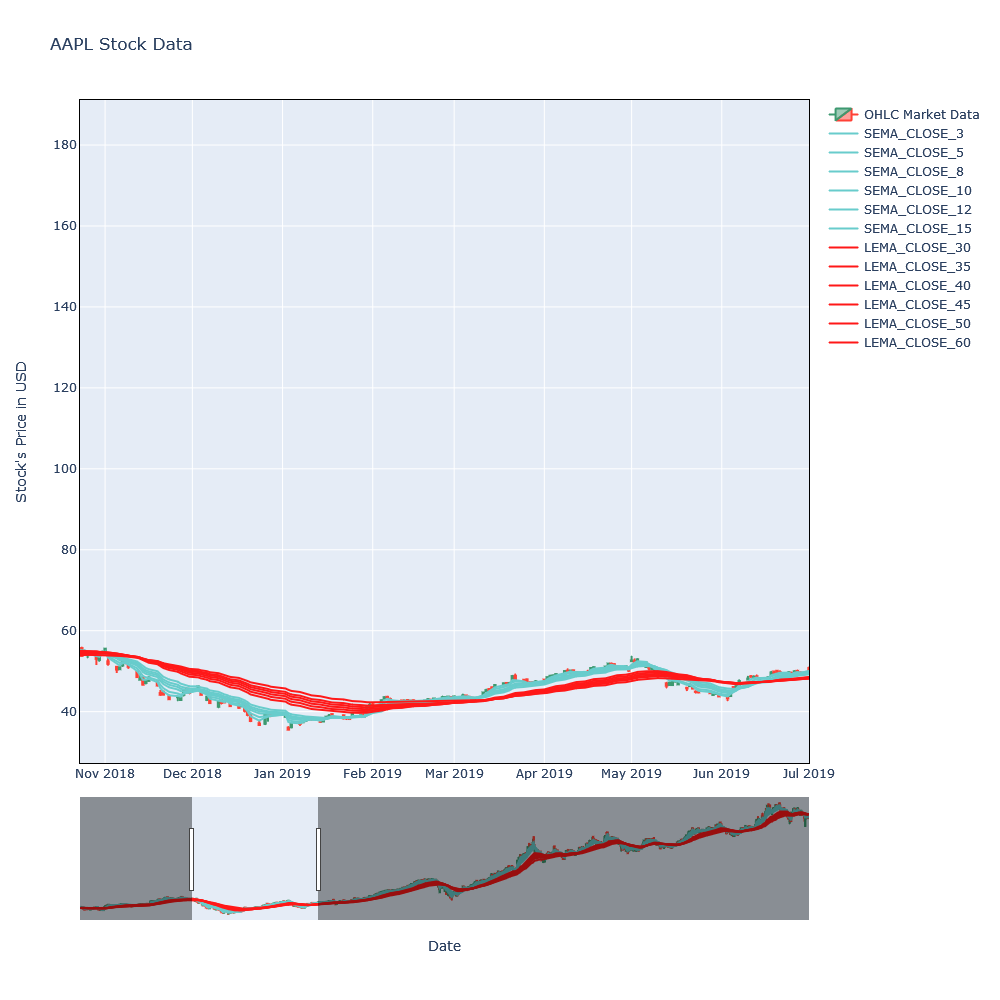 AAPL Stock Data
OHLC Market Data
SEMA_CLOSE_3
SEMA_CLOSE_5
SEMA_CLOSE_8
SEMA_CLOSE_10
SEMA_CLOSE_12
SEMA_CLOSE_15
LEMA_CLOSE_30
LEMA_CLOSE_35
LEMA_CLOSE_40
LEMA_CLOSE_45
LEMA_CLOSE_50
LEMA_CLOSE_60
Stock's Price in USD
180
160
140
120
100
80
60
40
Nov 2018 Dec 2018 Jan 2019 Feb 2019 Mar 2019 Apr 2019 May 2019 Jun 2019 Jul 2019
Date